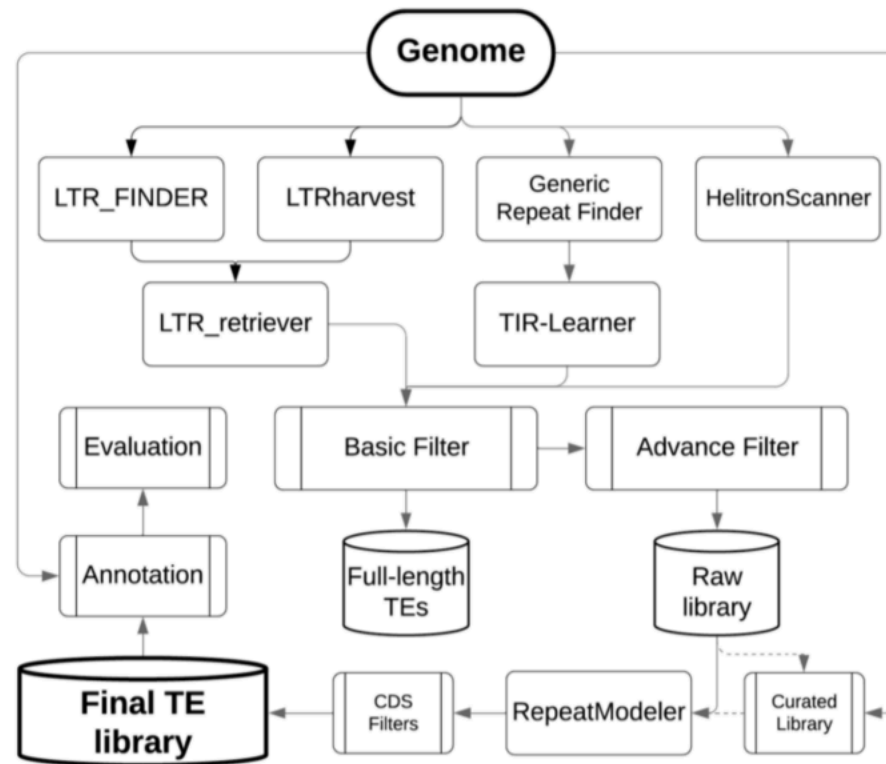 Genome
LTR_FINDER
LTRharvest
Generic
Repeat Finder
HelitronScanner
LTR_retriever
TIR-Learner
Evaluation
Basic Filter
Advance Filter
Annotation
Full-length
TEs
Raw
library
Final TE
library
CDS
Filters
RepeatModeler
Curated
Library